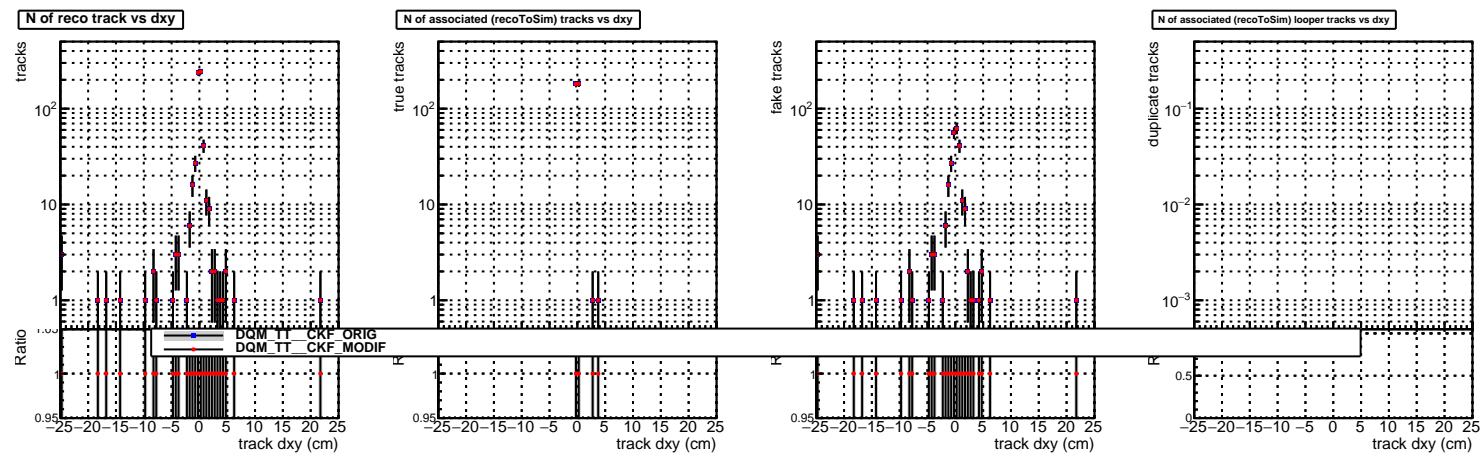 N of reco track vs dxy
tracks
10²
10
1
1.05
Ratio
1
0.95
−25 −20 −15 −10 −5 0 5 10 15 20 25
track dxy (cm)
N of associated (recoToSim) tracks vs dxy
true tracks
10²
10
1
1
0.95
−25 −20 −15 −10 −5 0 5 10 15 20 25
track dxy (cm)
fake tracks
10²
10
1
1
0.95
−25 −20 −15 −10 −5 0 5 10 15 20 25
track dxy (cm)
N of associated (recoToSim) looper tracks vs dxy
duplicate tracks
10⁻¹
10⁻²
10⁻³
0.5
0
−25 −20 −15 −10 −5 0 5 10 15 20 25
track dxy (cm)
DQM_TT__CKF_ORIG
DQM_TT__CKF_MODIF